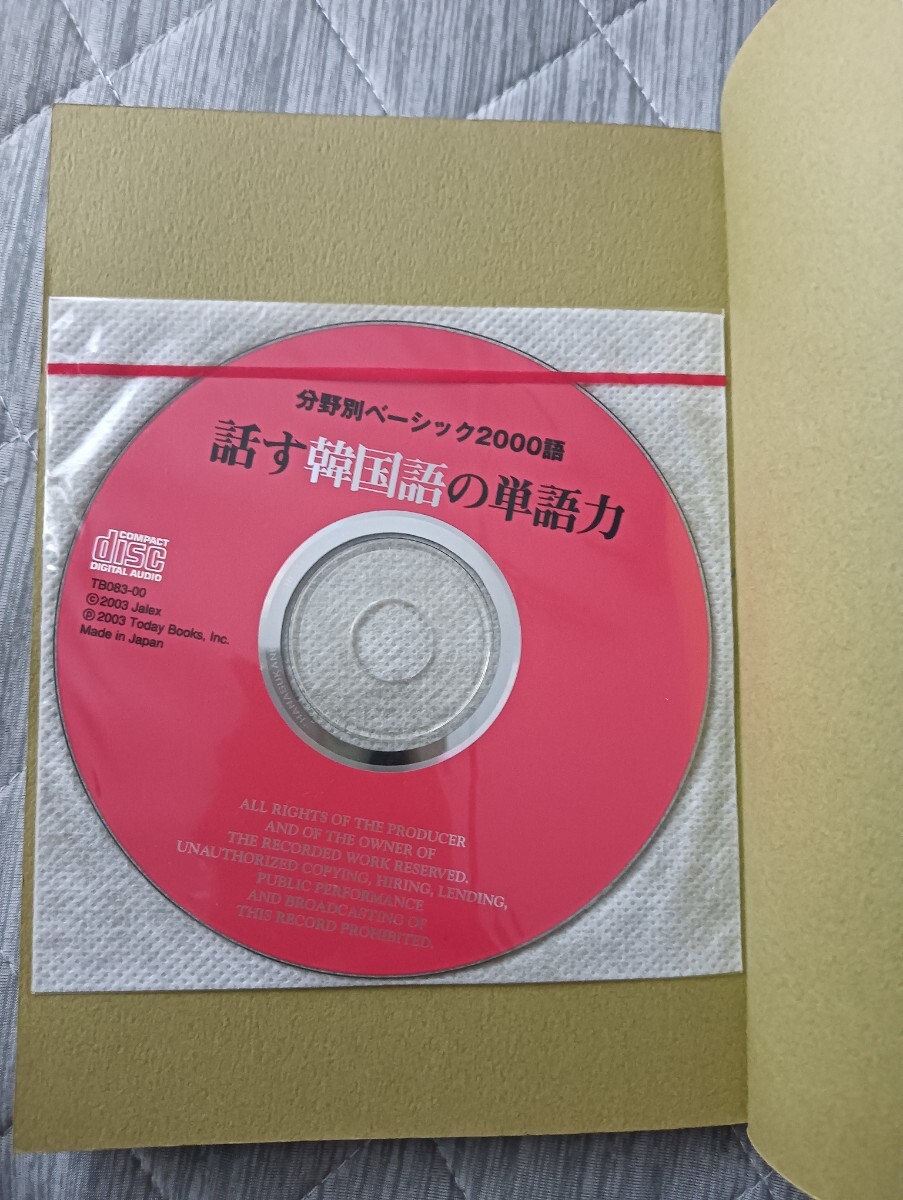 分野別ベーシック2000語
話す韓国語の単語力
COMPACT
disc
DIGITAL AUDIO
TB083-00
©2003 Jalex
℗2003 Today Books, Inc.
Made in Japan
ALL RIGHTS OF THE PRODUCER
AND OF THE OWNER OF
THE RECORDED WORK RESERVED.
UNAUTHORIZED COPYING, HIRING, LENDING,
PUBLIC PERFORMANCE
AND BROADCASTING OF
THIS RECORD PROHIBITED.